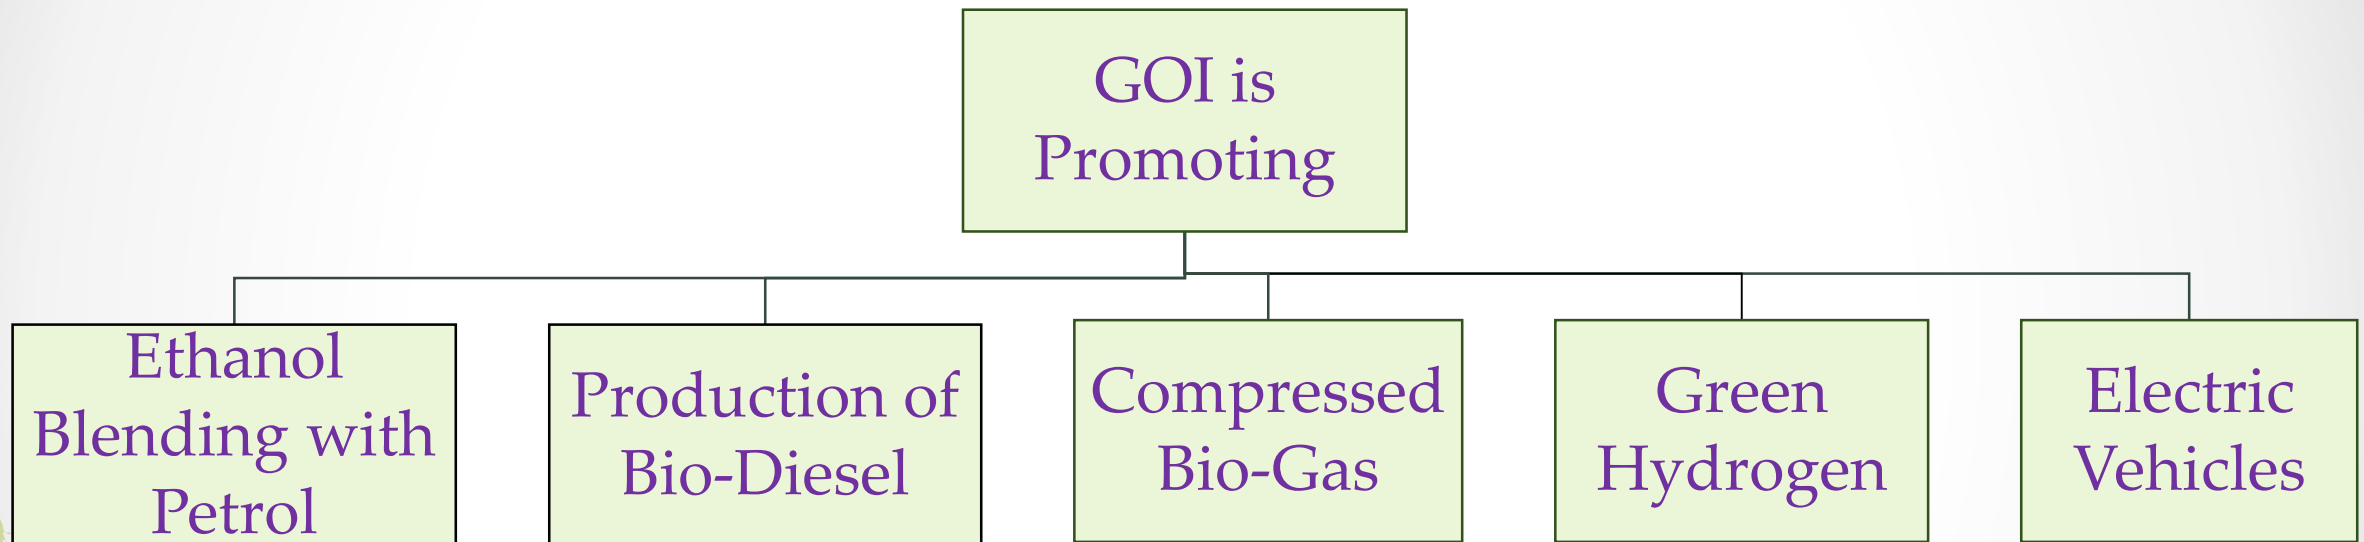 GOI is
Promoting
Ethanol
Blending with
Petrol
Production of
Bio-Diesel
Compressed
Bio-Gas
Green
Hydrogen
Electric
Vehicles